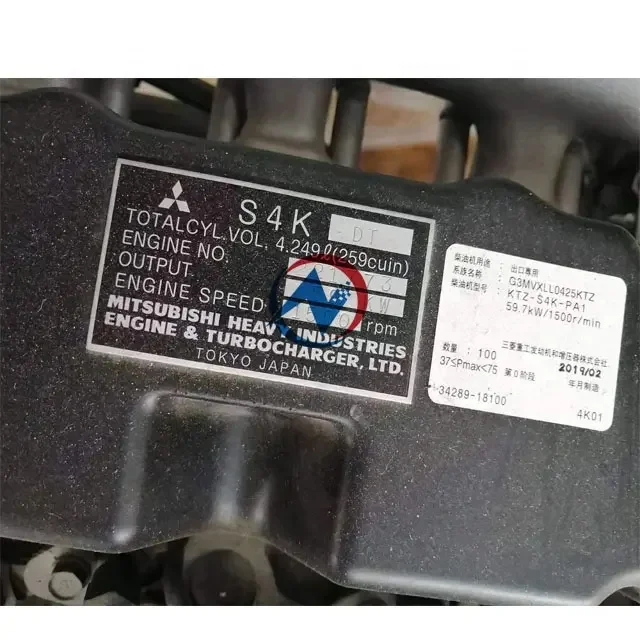 S4K -DT
TOTALCYL.VOL. 4.249ℓ(259cuin)
ENGINE NO.
OUTPUT kW
ENGINE SPEED rpm
MITSUBISHI HEAVY INDUSTRIES
ENGINE & TURBOCHARGER, LTD.
TOKYO JAPAN
柴油机用途： 出口專用
系族名称： G3MVXLL0425KTZ
柴油机型号： KTZ-S4K-PA1
59.7kW/1500r/min
数量： 100 三菱重工发动机和增压器株式会社
37≤Pmax<75 第0阶段 2019/02
年月制造
34289-18100 4K01